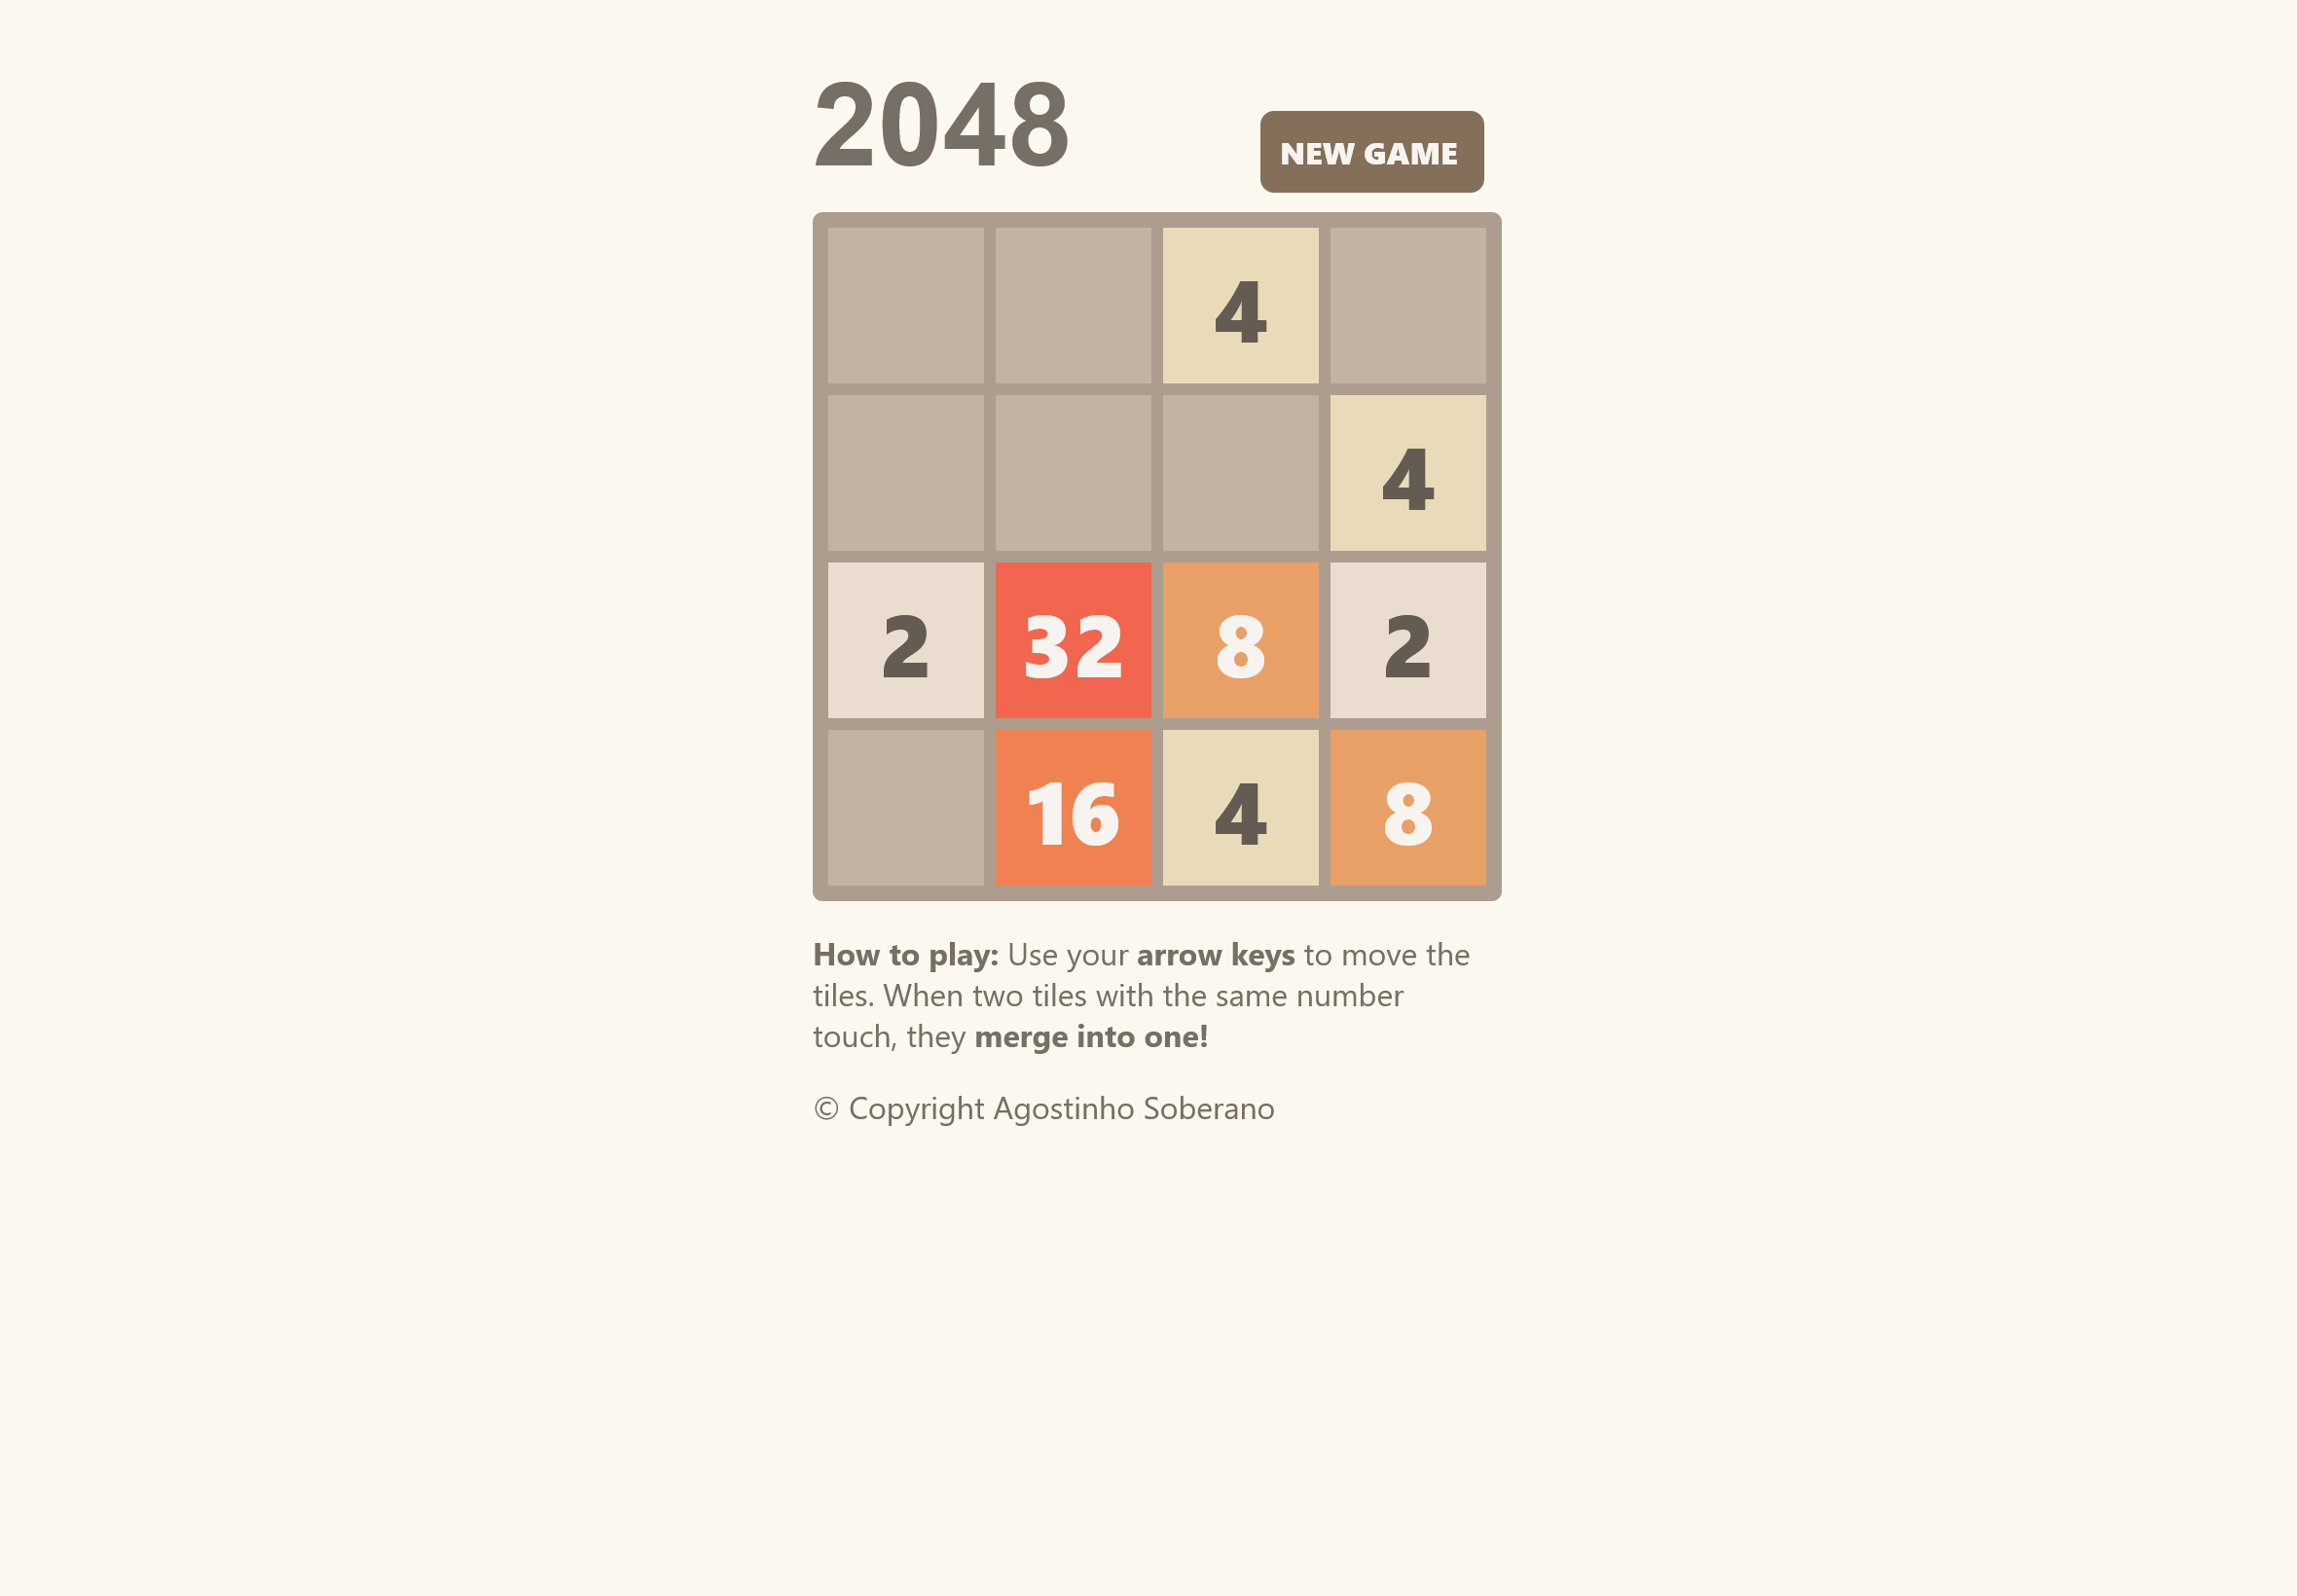 2048
NEW GAME
4
4
2 32 8 2
16 4 8
How to play: Use your arrow keys to move the
tiles. When two tiles with the same number
touch, they merge into one!
© Copyright Agostinho Soberano